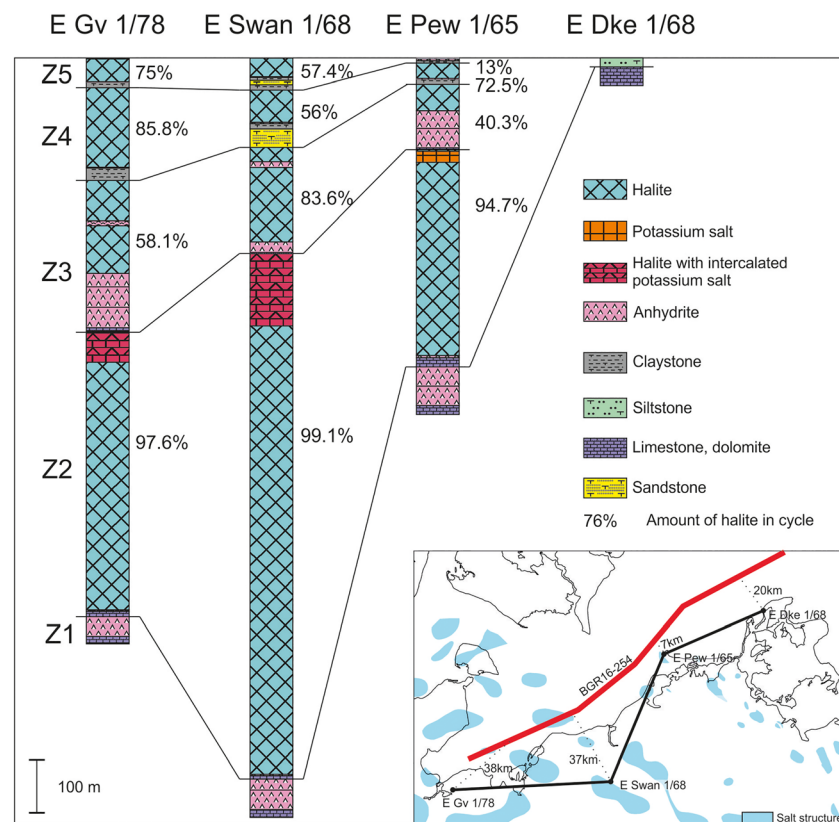 E Gv 1/78
E Swan 1/68
E Pew 1/65
E Dke 1/68
Z5
Z4
Z3
Z2
Z1
75%
85.8%
58.1%
97.6%
57.4%
56%
83.6%
99.1%
13%
72.5%
40.3%
94.7%
Halite
Potassium salt
Halite with intercalated
potassium salt
Anhydrite
Claystone
Siltstone
Limestone, dolomite
Sandstone
76% Amount of halite in cycle
100 m
20km
E Dke 1/68
7km
E Pew 1/65
BGR16-254
37km
38km
E Swan 1/68
E Gv 1/78
Salt structure